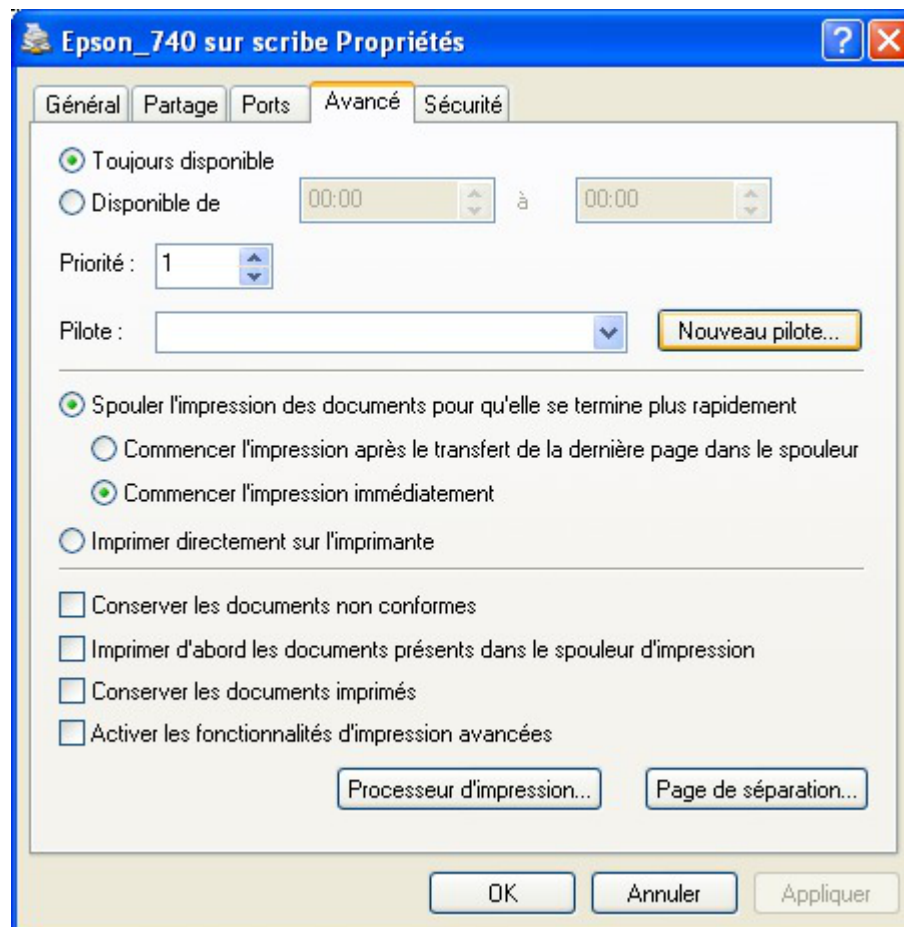 Epson_740 sur scribe Propriétés
Général Partage Ports Avancé Sécurité
Toujours disponible
Disponible de 00:00 à 00:00
Priorité : 1
Pilote : Nouveau pilote...
Spouler l'impression des documents pour qu'elle se termine plus rapidement
Commencer l'impression après le transfert de la dernière page dans le spouleur
Commencer l'impression immédiatement
Imprimer directement sur l'imprimante
Conserver les documents non conformes
Imprimer d'abord les documents présents dans le spouleur d'impression
Conserver les documents imprimés
Activer les fonctionnalités d'impression avancées
Processeur d'impression... Page de séparation...
OK Annuler Appliquer